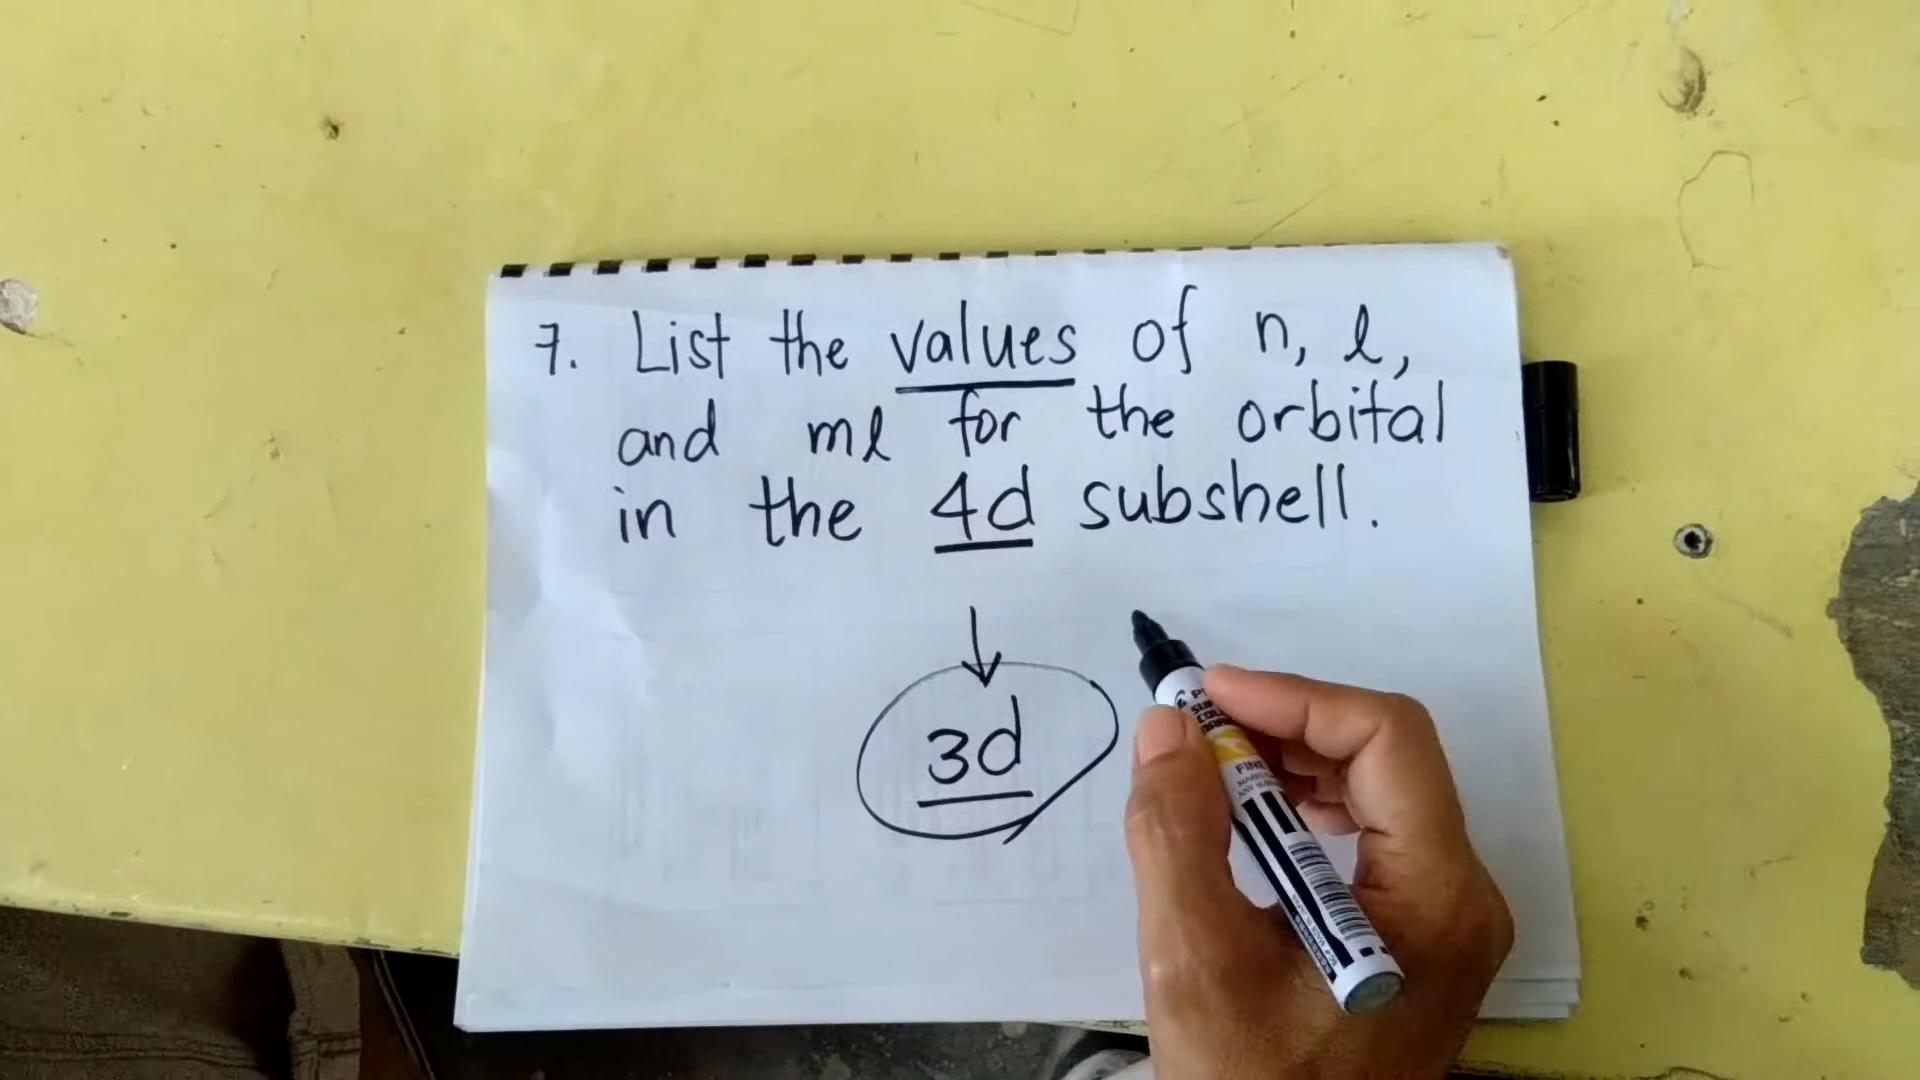 7. List the values of n, l,
and ml for the orbital
in the 4d subshell.
3d